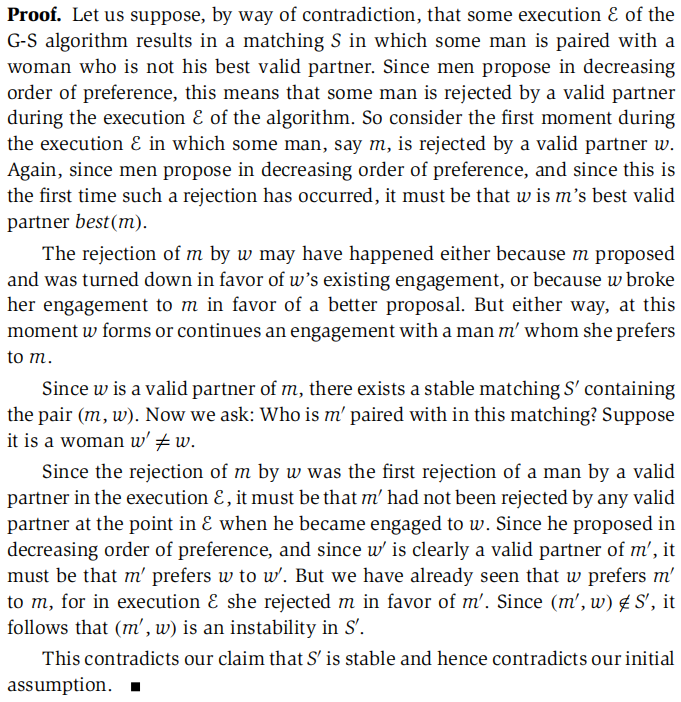 Proof. Let us suppose, by way of contradiction, that some execution ℰ of the
G-S algorithm results in a matching S in which some man is paired with a
woman who is not his best valid partner. Since men propose in decreasing
order of preference, this means that some man is rejected by a valid partner
during the execution ℰ of the algorithm. So consider the first moment during
the execution ℰ in which some man, say m, is rejected by a valid partner w.
Again, since men propose in decreasing order of preference, and since this is
the first time such a rejection has occurred, it must be that w is m's best valid
partner best(m).
The rejection of m by w may have happened either because m proposed
and was turned down in favor of w's existing engagement, or because w broke
her engagement to m in favor of a better proposal. But either way, at this
moment w forms or continues an engagement with a man m′ whom she prefers
to m.
Since w is a valid partner of m, there exists a stable matching S′ containing
the pair (m, w). Now we ask: Who is m′ paired with in this matching? Suppose
it is a woman w′ ≠ w.
Since the rejection of m by w was the first rejection of a man by a valid
partner in the execution ℰ, it must be that m′ had not been rejected by any valid
partner at the point in ℰ when he became engaged to w. Since he proposed in
decreasing order of preference, and since w′ is clearly a valid partner of m′, it
must be that m′ prefers w to w′. But we have already seen that w prefers m′
to m, for in execution ℰ she rejected m in favor of m′. Since (m′, w) ∉ S′, it
follows that (m′, w) is an instability in S′.
This contradicts our claim that S′ is stable and hence contradicts our initial
assumption. ■